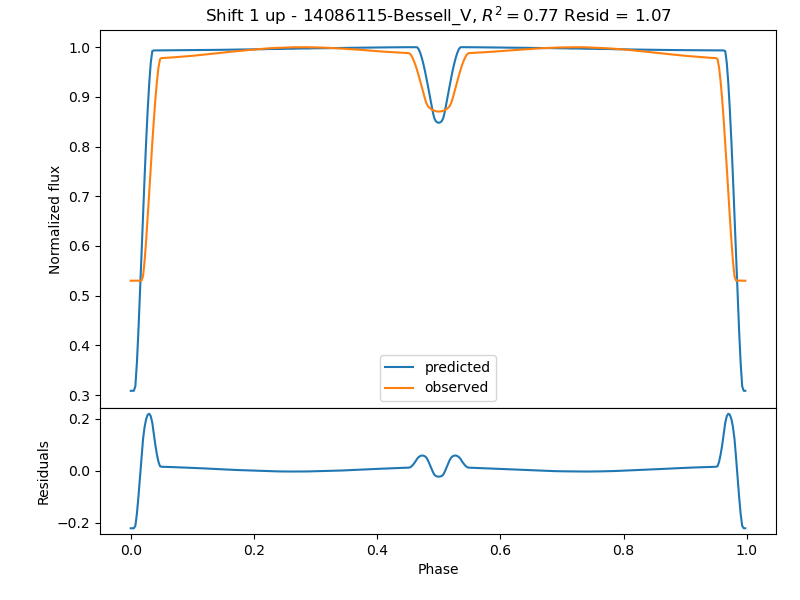 Shift 1 up - 14086115-Bessell_V, R² = 0.77 Resid = 1.07
Normalized flux
1.0
0.9
0.8
0.7
0.6
0.5
0.4
0.3
predicted
observed
Residuals
0.2
0.0
−0.2
0.0 0.2 0.4 0.6 0.8 1.0
Phase